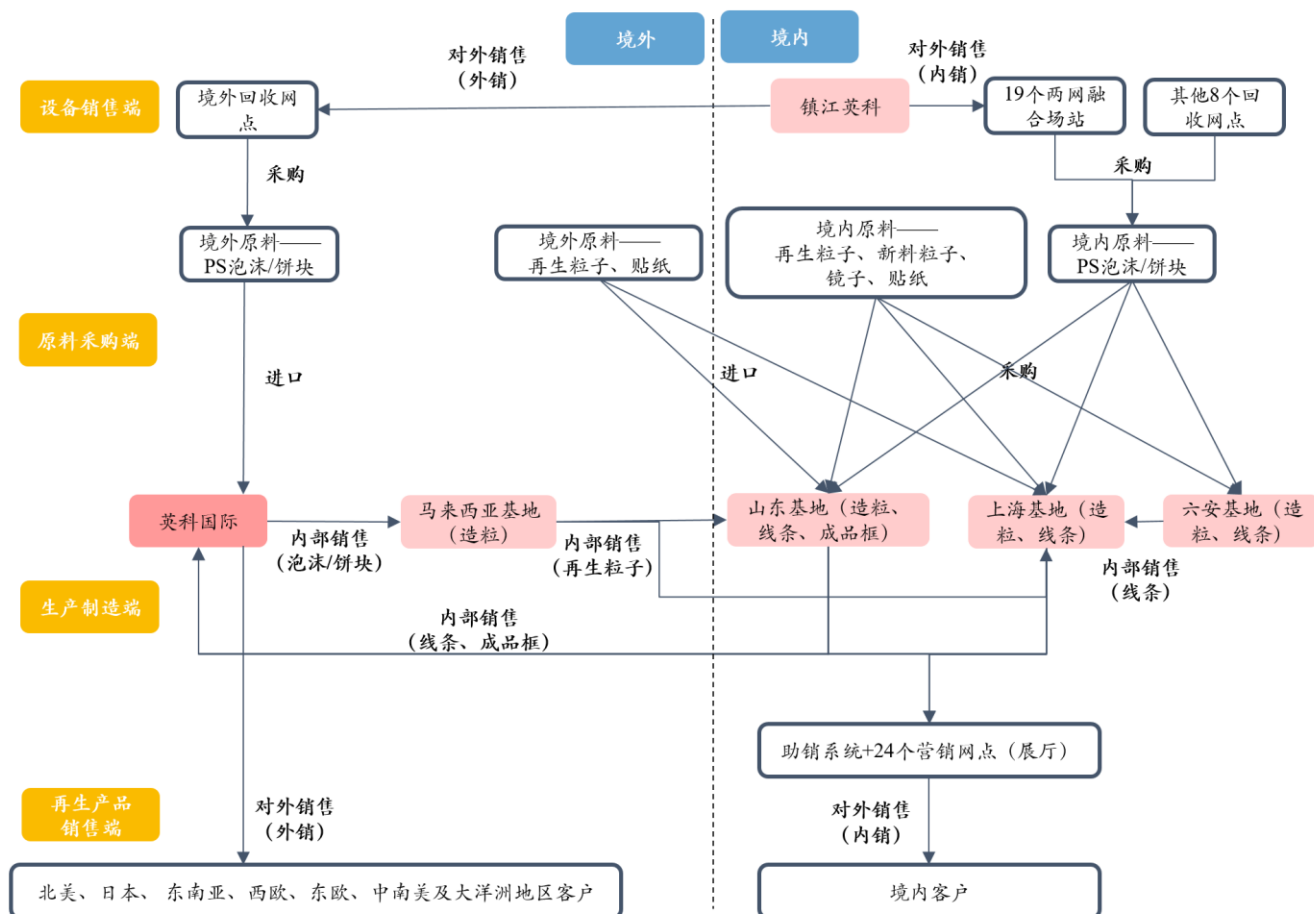 境外
境内
对外销售
（外销）
对外销售
（内销）
设备销售端
境外回收网
点
镇江英科
19个两网融
合场站
其他8个回
收网点
采购
采购
境外原料——
PS泡沫/饼块
境外原料——
再生粒子、贴纸
境内原料——
再生粒子、新料粒子、
镜子、贴纸
境内原料——
PS泡沫/饼块
原料采购端
进口
进口
采购
英科国际
马来西亚基地
（造粒）
山东基地（造粒、
线条、成品框）
上海基地（造
粒、线条）
六安基地（造
粒、线条）
内部销售
（泡沫/饼块）
内部销售
（再生粒子）
内部销售
（线条）
生产制造端
内部销售
（线条、成品框）
助销系统+24个营销网点（展厅）
再生产品
销售端
对外销售
（外销）
对外销售
（内销）
北美、日本、 东南亚、西欧、东欧、中南美及大洋洲地区客户
境内客户